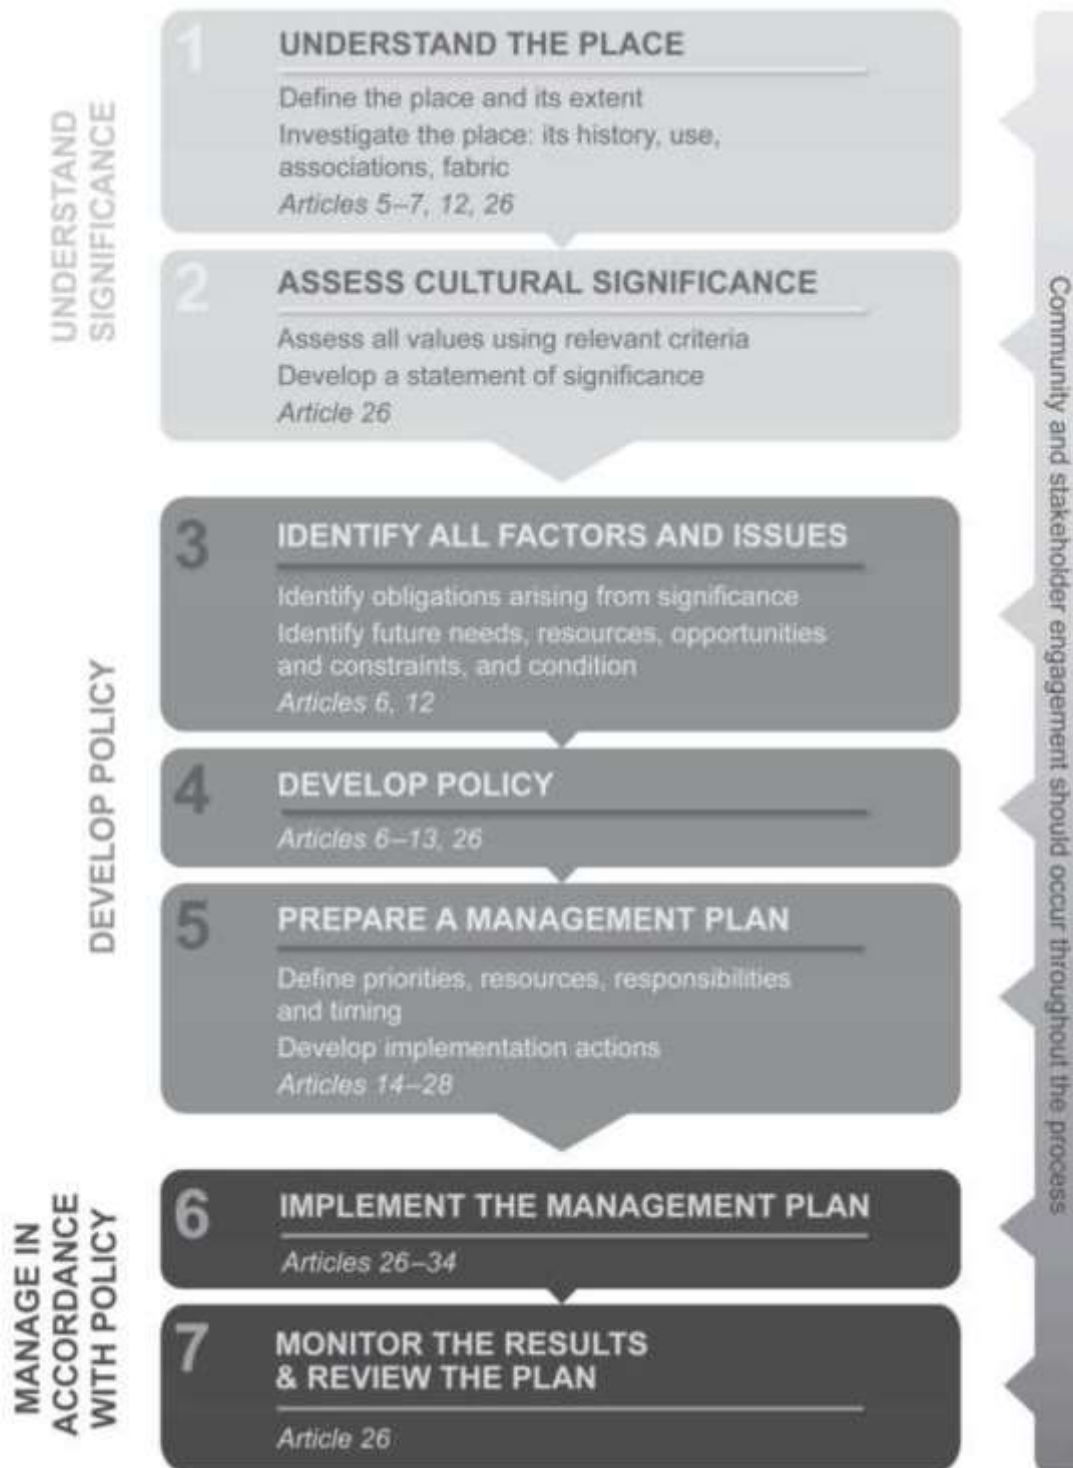 UNDERSTAND
SIGNIFICANCE
1
UNDERSTAND THE PLACE
Define the place and its extent
Investigate the place: its history, use,
associations, fabric
Articles 5–7, 12, 26
2
ASSESS CULTURAL SIGNIFICANCE
Assess all values using relevant criteria
Develop a statement of significance
Article 26
DEVELOP POLICY
3
IDENTIFY ALL FACTORS AND ISSUES
Identify obligations arising from significance
Identify future needs, resources, opportunities
and constraints, and condition
Articles 6, 12
4
DEVELOP POLICY
Articles 6–13, 26
5
PREPARE A MANAGEMENT PLAN
Define priorities, resources, responsibilities
and timing
Develop implementation actions
Articles 14–28
MANAGE IN
ACCORDANCE
WITH POLICY
6
IMPLEMENT THE MANAGEMENT PLAN
Articles 26–34
7
MONITOR THE RESULTS
& REVIEW THE PLAN
Article 26
Community and stakeholder engagement should occur throughout the process